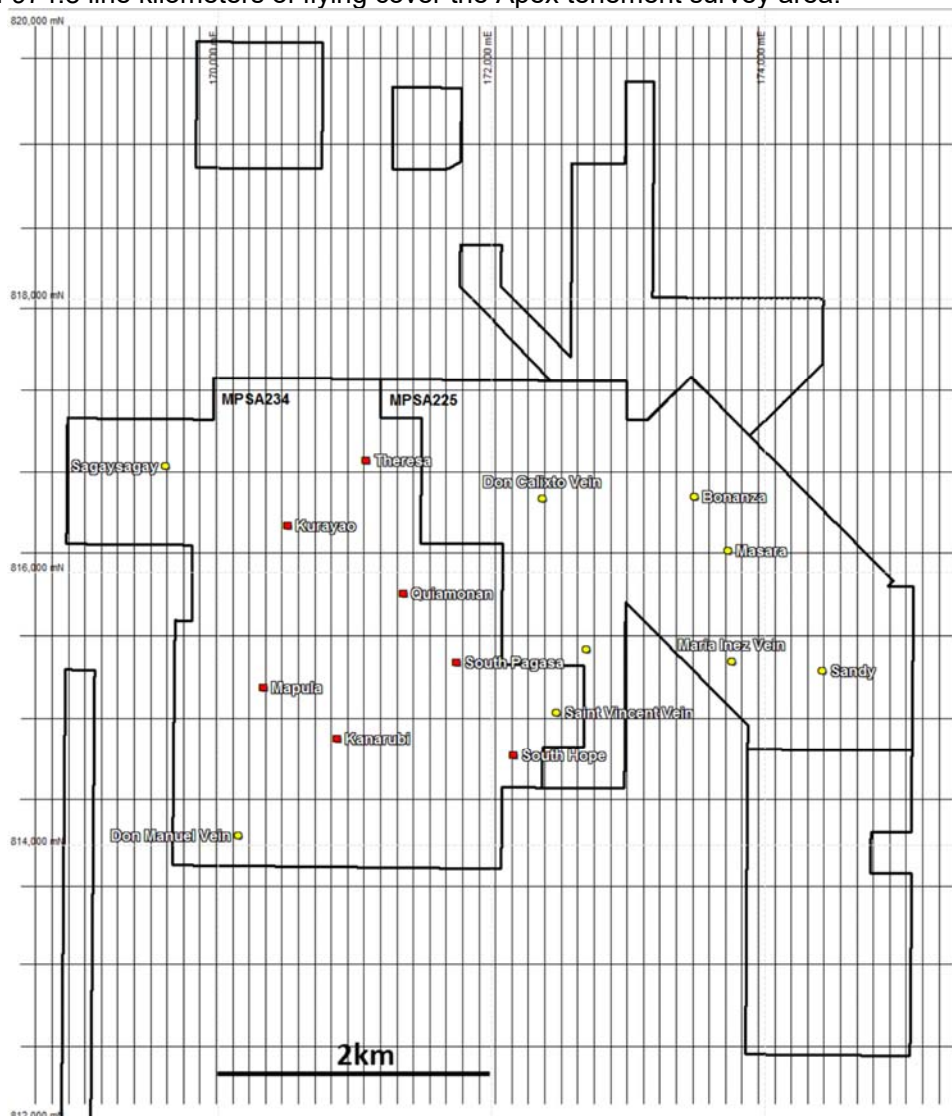 line kilometers of flying cover the Apex tenement survey area.
820,000 mN
170,000 mE
172,000 mE
174,000 mE
818,000 mN
MPSA234
MPSA225
Sagaysagay
Theresa
Don Calixto Vein
Bonanza
Kurayao
Masara
816,000 mN
Quiamonan
Maria Inez Vein
South Pagasa
Sandy
Mapula
Saint Vincent Vein
Kanarubi
South Hope
Don Manuel Vein
814,000 mN
2km
812,000 mN